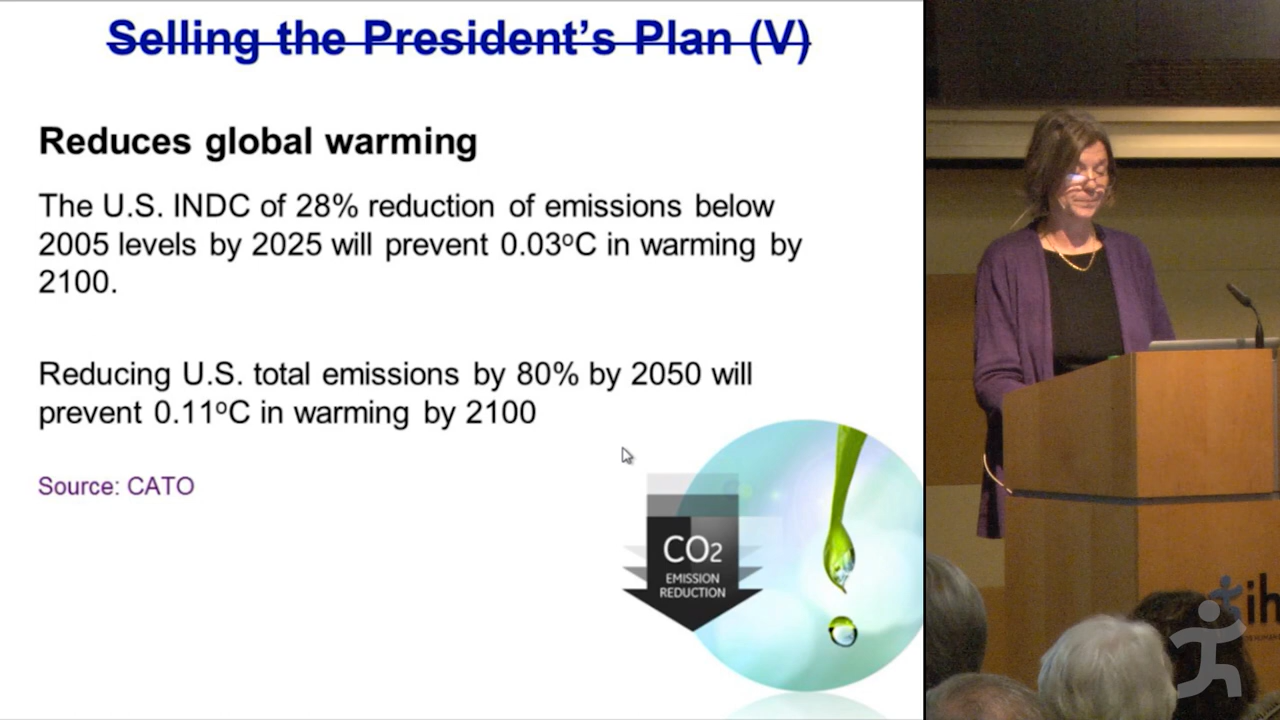 Selling the President's Plan (V)
Reduces global warming
The U.S. INDC of 28% reduction of emissions below
2005 levels by 2025 will prevent 0.03ºC in warming by
2100.
Reducing U.S. total emissions by 80% by 2050 will
prevent 0.11ºC in warming by 2100
Source: CATO
CO2
EMISSION
REDUCTION
ih